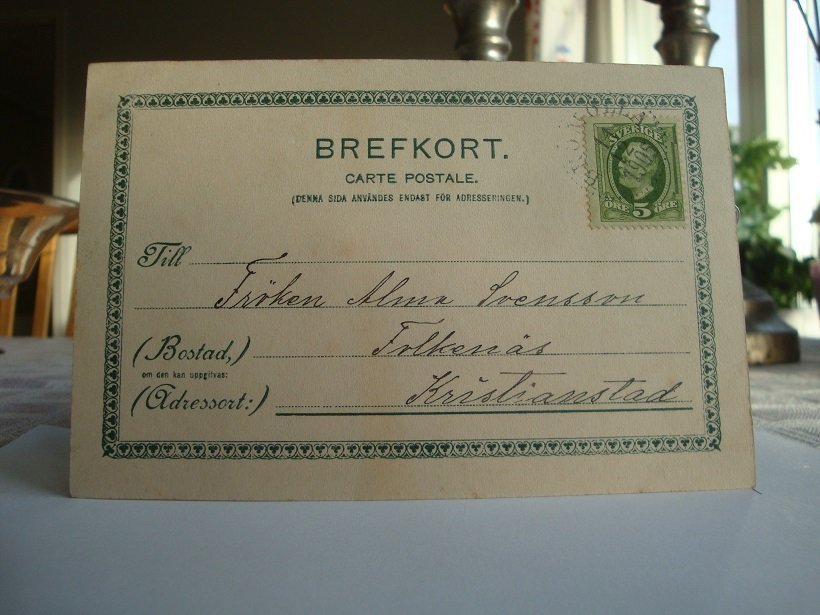 BREFKORT.
CARTE POSTALE.
(DENNA SIDA ANVÄNDES ENDAST FÖR ADRESSERINGEN.)
SVERIGE
ÖRE 5 ÖRE
Till
Fröken Alma Svensson
(Bostad,) Folkenäs
om den kan uppgifvas:
(Adressort:) Kristianstad